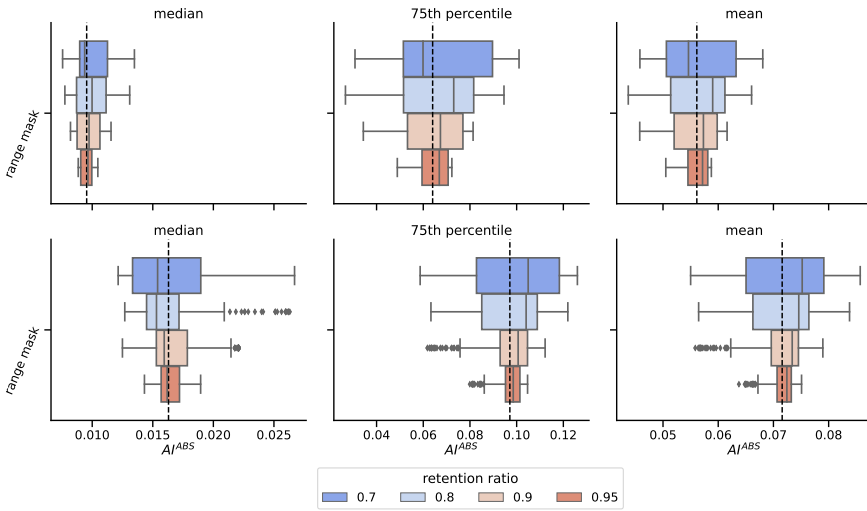 median
75th percentile
mean
range mask
median
75th percentile
mean
range mask
0.010 0.015 0.020 0.025
0.04 0.06 0.08 0.10 0.12
0.05 0.06 0.07 0.08
AI^ABS
AI^ABS
AI^ABS
retention ratio
0.7 0.8 0.9 0.95